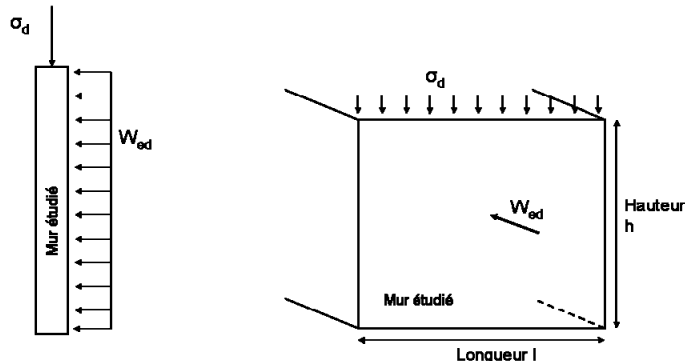 σd
Wed
Mur étudié
σd
Wed
Hauteur
h
Mur étudié
Longueur l